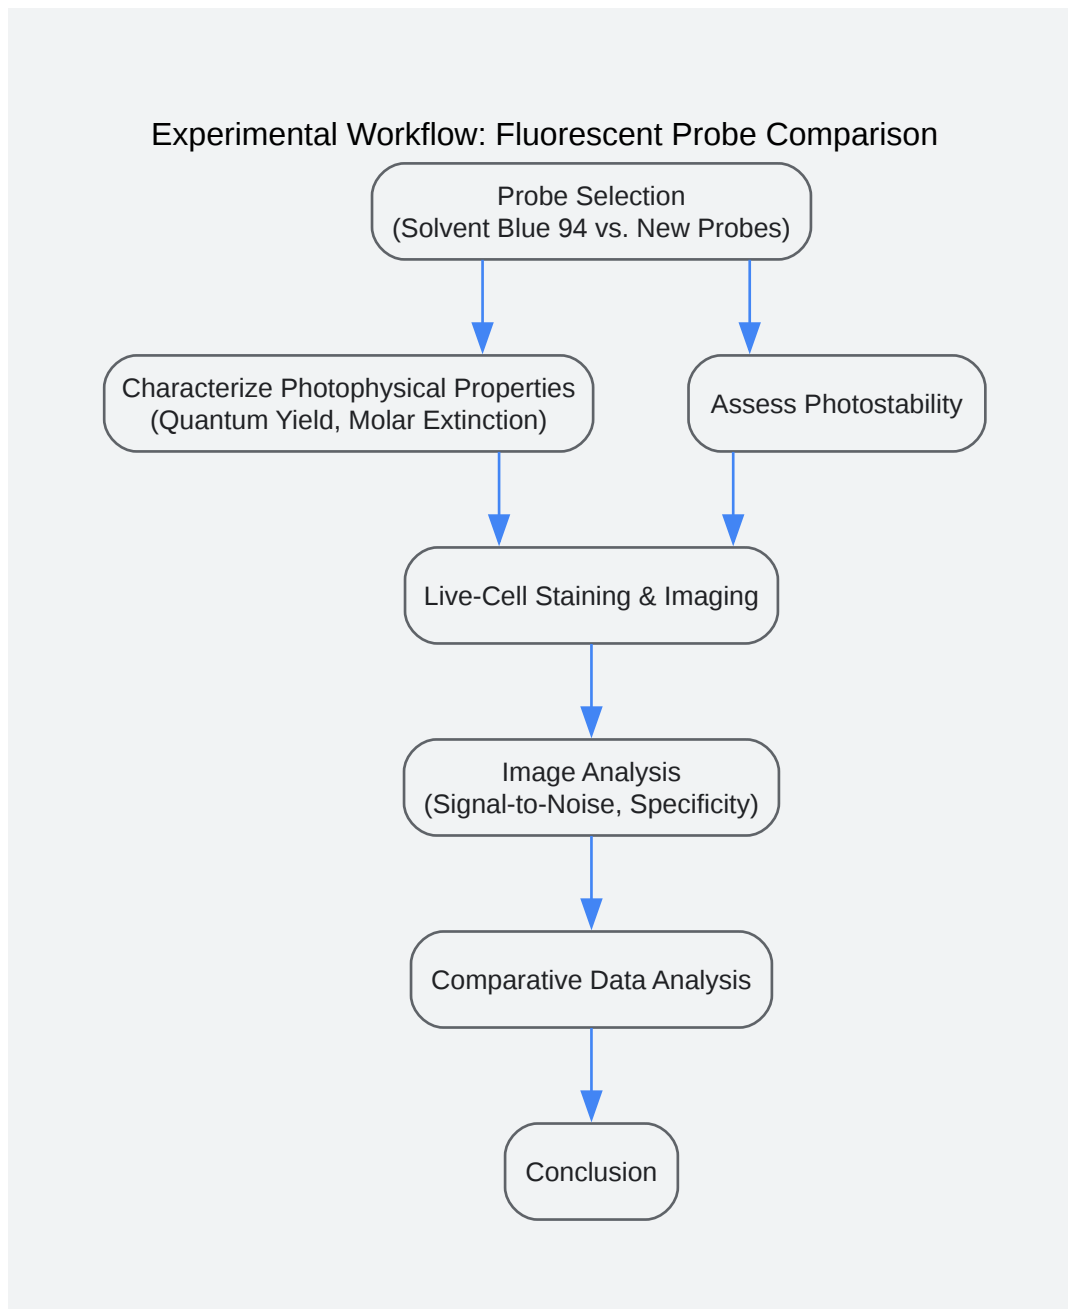 Experimental Workflow: Fluorescent Probe Comparison
Probe Selection
(Solvent Blue 94 vs. New Probes)
Characterize Photophysical Properties
(Quantum Yield, Molar Extinction)
Assess Photostability
Live-Cell Staining & Imaging
Image Analysis
(Signal-to-Noise, Specificity)
Comparative Data Analysis
Conclusion